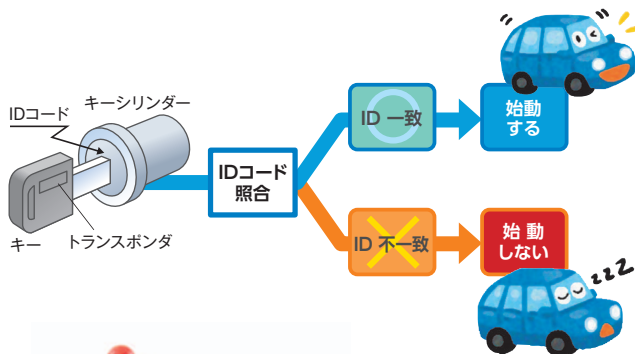 IDコード
キーシリンダー
キー
トランスポンダ
IDコード
照合
ID 一致
始動
する
ID 不一致
始 動
しない
zzz